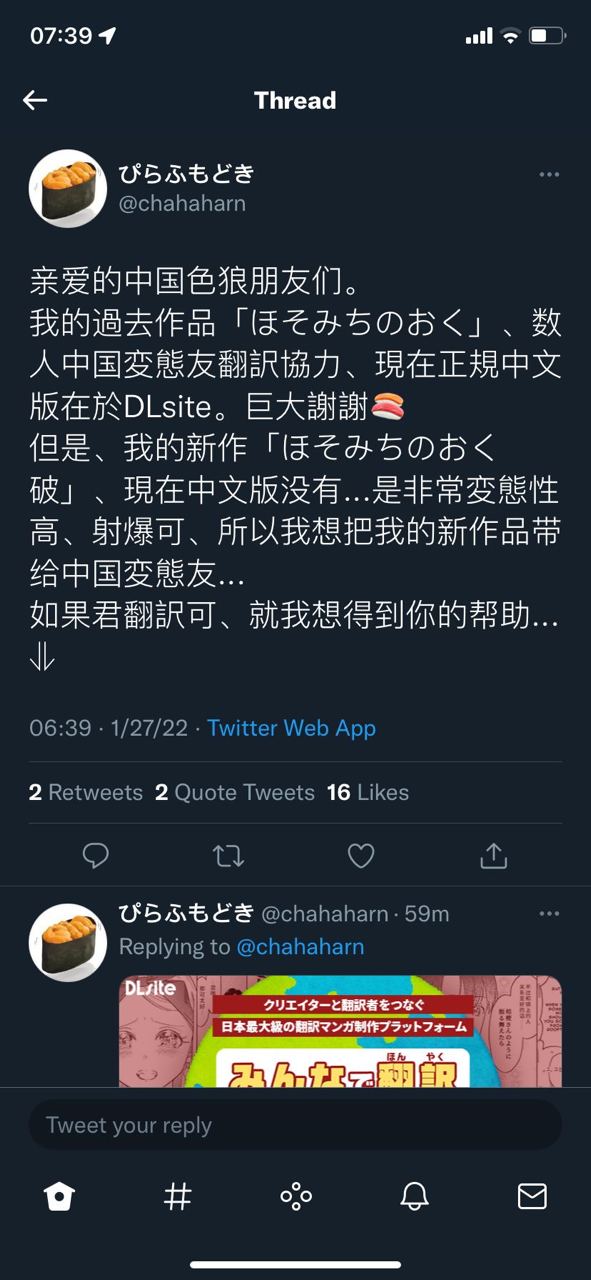 07:39
Thread
ぴらふもどき
@chahaharn
亲爱的中国色狼朋友们。
我的過去作品「ほそみちのおく」、数
人中国変態友翻訳協力、現在正規中文
版在於DLsite。巨大謝謝🍣
但是、我的新作「ほそみちのおく
破」、現在中文版没有...是非常変態性
高、射爆可、所以我想把我的新作品带
给中国変態友...
如果君翻訳可、就我想得到你的帮助...
⇓
06:39 · 1/27/22 · Twitter Web App
2 Retweets 2 Quote Tweets 16 Likes
ぴらふもどき @chahaharn · 59m
Replying to @chahaharn
DLsite
クリエイターと翻訳者をつなぐ
日本最大級の翻訳マンガ制作プラットフォーム
ほん やく
みんなで翻訳
Tweet your reply